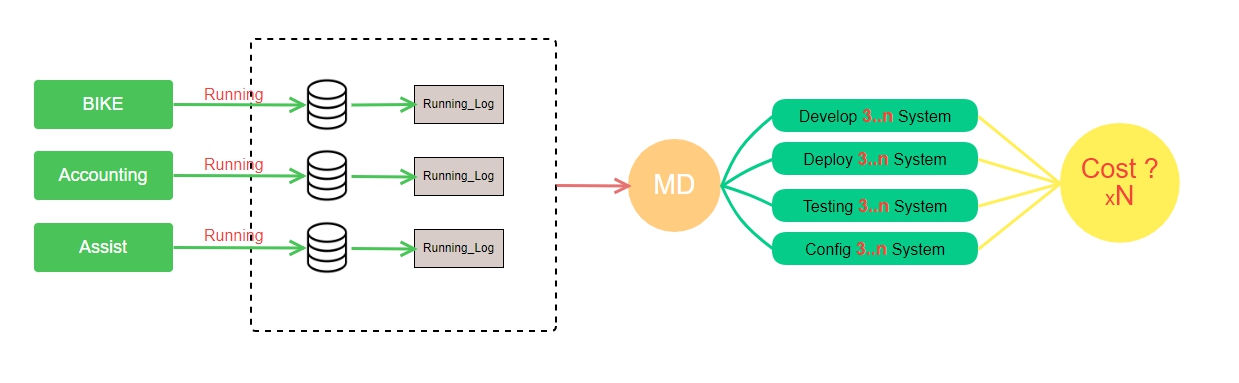 BIKE
Running
Running_Log
Accounting
Running
Running_Log
Assist
Running
Running_Log
MD
Develop 3..n System
Deploy 3..n System
Testing 3..n System
Config 3..n System
Cost ?
xN